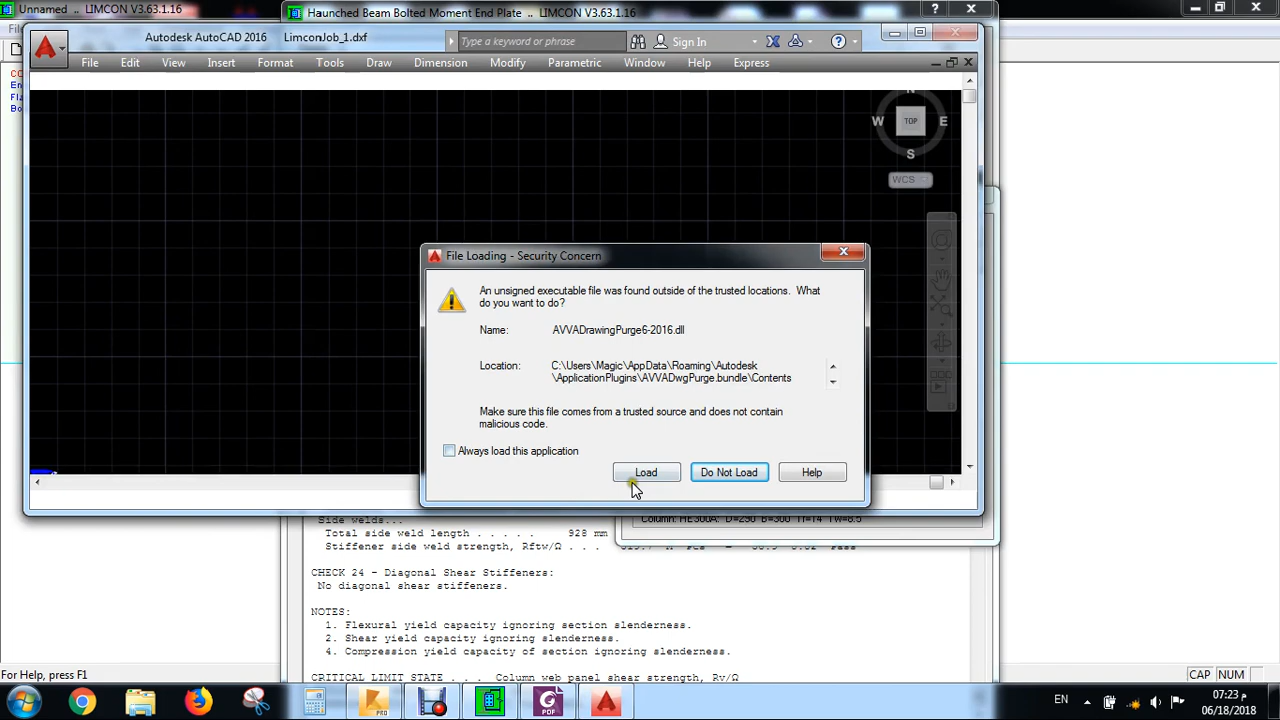 Unnamed .. LIMCON V3.63.1.16
Haunched Beam Bolted Moment End Plate .. LIMCON V3.63.1.16
Autodesk AutoCAD 2016 LimconJob_1.dxf
Type a keyword or phrase
Sign In
File Edit View Insert Format Tools Draw Dimension Modify Parametric Window Help Express
W TOP E
S
WCS
File Loading - Security Concern
An unsigned executable file was found outside of the trusted locations. What
do you want to do?
Name: AVVADrawingPurge6-2016.dll
Location: C:\Users\Magic\AppData\Roaming\Autodesk
\ApplicationPlugins\AVVADwgPurge.bundle\Contents
Make sure this file comes from a trusted source and does not contain
malicious code.
Always load this application
Load Do Not Load Help
Column: HE300A: D=290 B=300 Tf=14 Tw=8.5
Side welds...
Total side weld length . . . . . 928 mm
Stiffener side weld strength, Rftw/Ω . . .
CHECK 24 - Diagonal Shear Stiffeners:
No diagonal shear stiffeners.
NOTES:
1. Flexural yield capacity ignoring section slenderness.
2. Shear yield capacity ignoring slenderness.
4. Compression yield capacity of section ignoring slenderness.
CRITICAL LIMIT STATE . . . Column web panel shear strength, Rv/Ω
For Help, press F1
CAP NUM
PRO
PDF
EN
07:23 م
06/18/2018